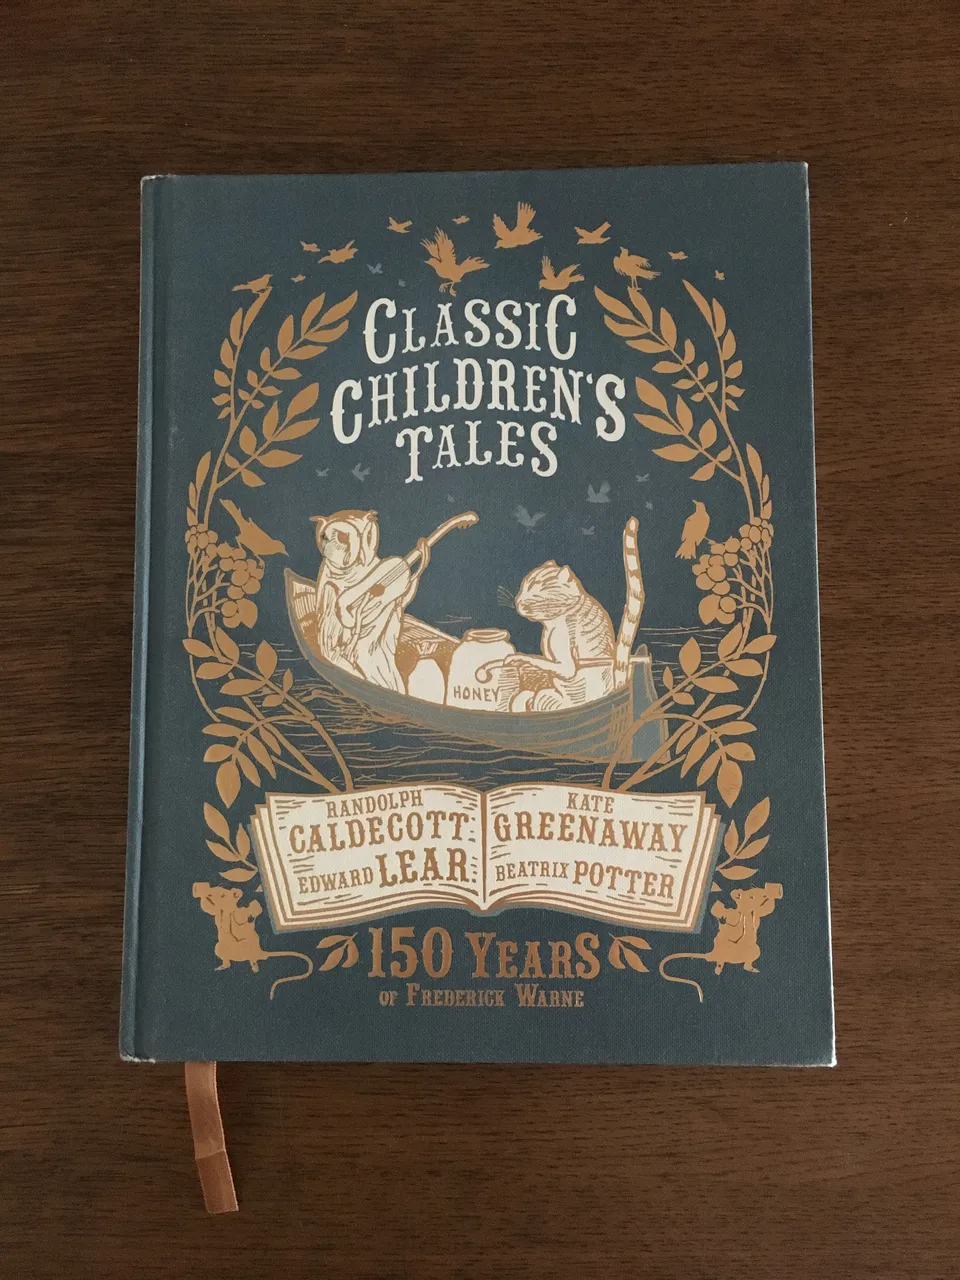 CLASSIC
CHILDREN'S
TALES
HONEY
RANDOLPH
CALDECOTT
EDWARD LEAR
KATE
GREENAWAY
BEATRIX POTTER
150 YEARS
OF FREDERICK WARNE